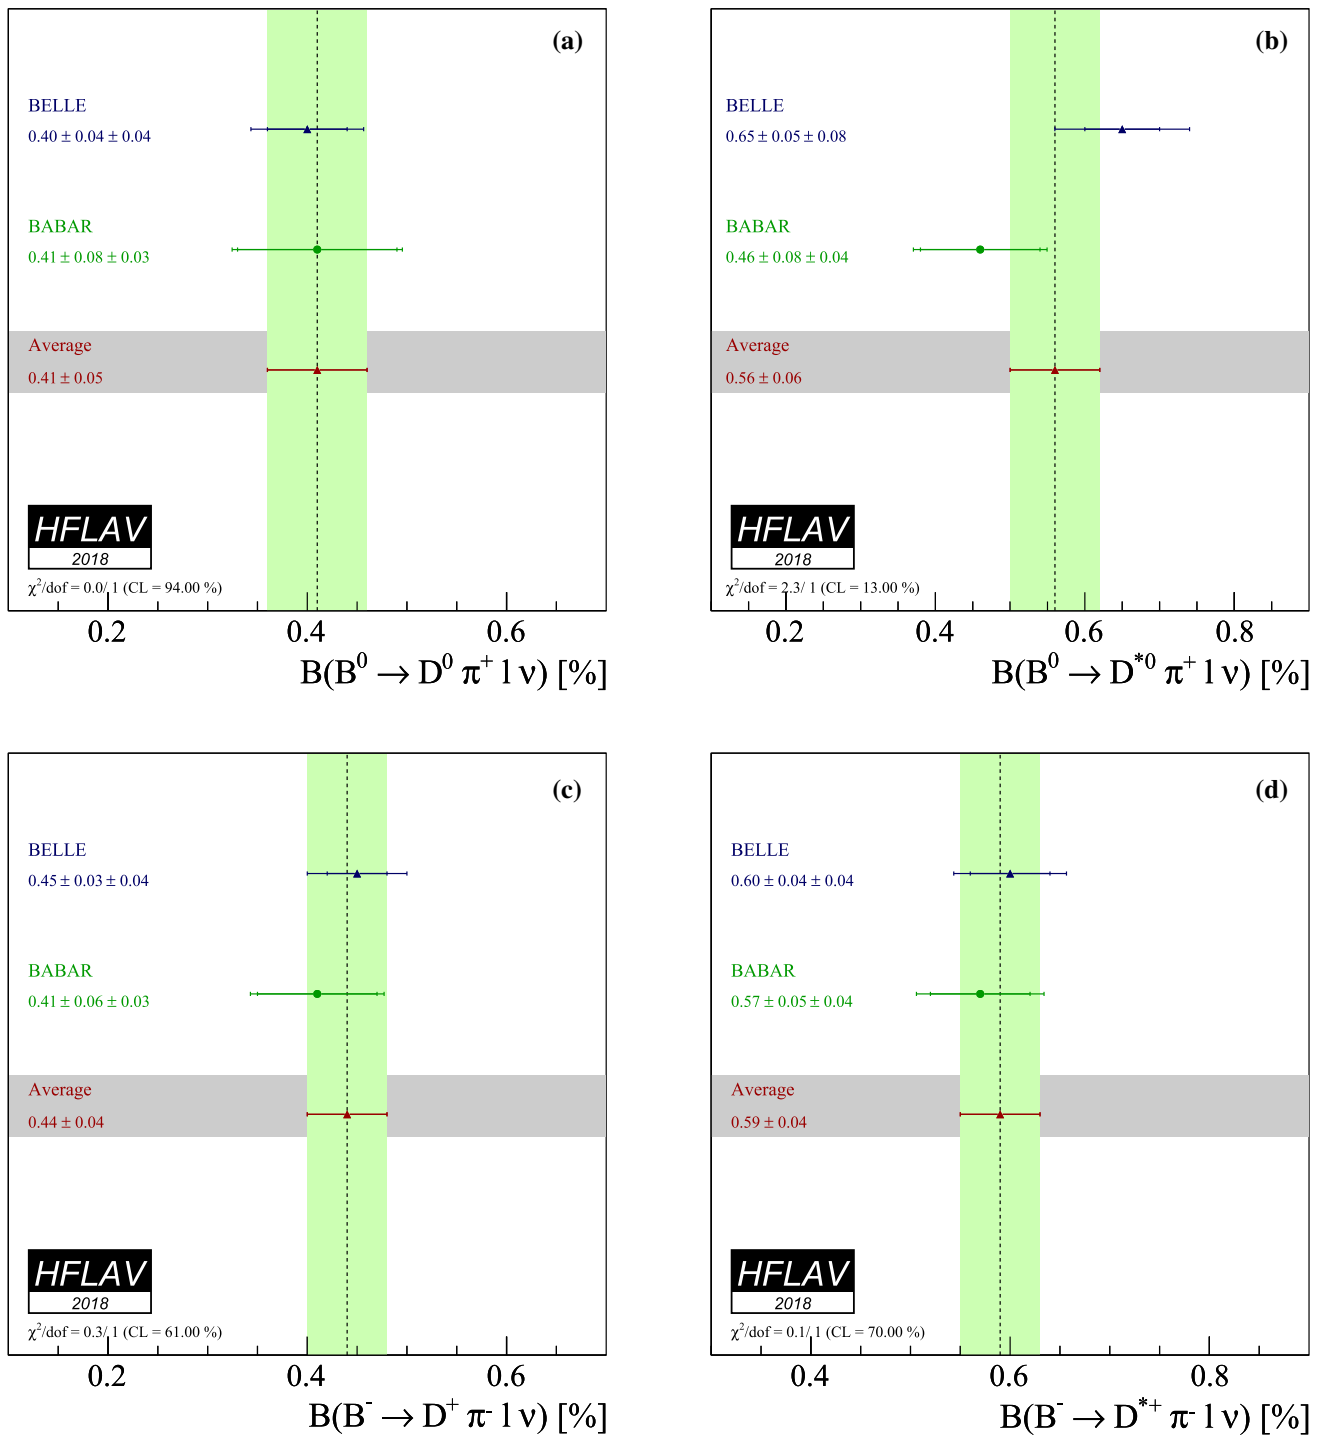 (a)
BELLE
0.40 ± 0.04 ± 0.04
BABAR
0.41 ± 0.08 ± 0.03
Average
0.41 ± 0.05
HFLAV
2018
χ²/dof = 0.0/ 1 (CL = 94.00 %)
0.2 0.4 0.6
B(B⁰ → D⁰ π⁺ l ν) [%]
(b)
BELLE
0.65 ± 0.05 ± 0.08
BABAR
0.46 ± 0.08 ± 0.04
Average
0.56 ± 0.06
HFLAV
2018
χ²/dof = 2.3/ 1 (CL = 13.00 %)
0.2 0.4 0.6 0.8
B(B⁰ → D*⁰ π⁺ l ν) [%]
(c)
BELLE
0.45 ± 0.03 ± 0.04
BABAR
0.41 ± 0.06 ± 0.03
Average
0.44 ± 0.04
HFLAV
2018
χ²/dof = 0.3/ 1 (CL = 61.00 %)
0.2 0.4 0.6
B(B⁻ → D⁺ π⁻ l ν) [%]
(d)
BELLE
0.60 ± 0.04 ± 0.04
BABAR
0.57 ± 0.05 ± 0.04
Average
0.59 ± 0.04
HFLAV
2018
χ²/dof = 0.1/ 1 (CL = 70.00 %)
0.4 0.6 0.8
B(B⁻ → D*⁺ π⁻ l ν) [%]